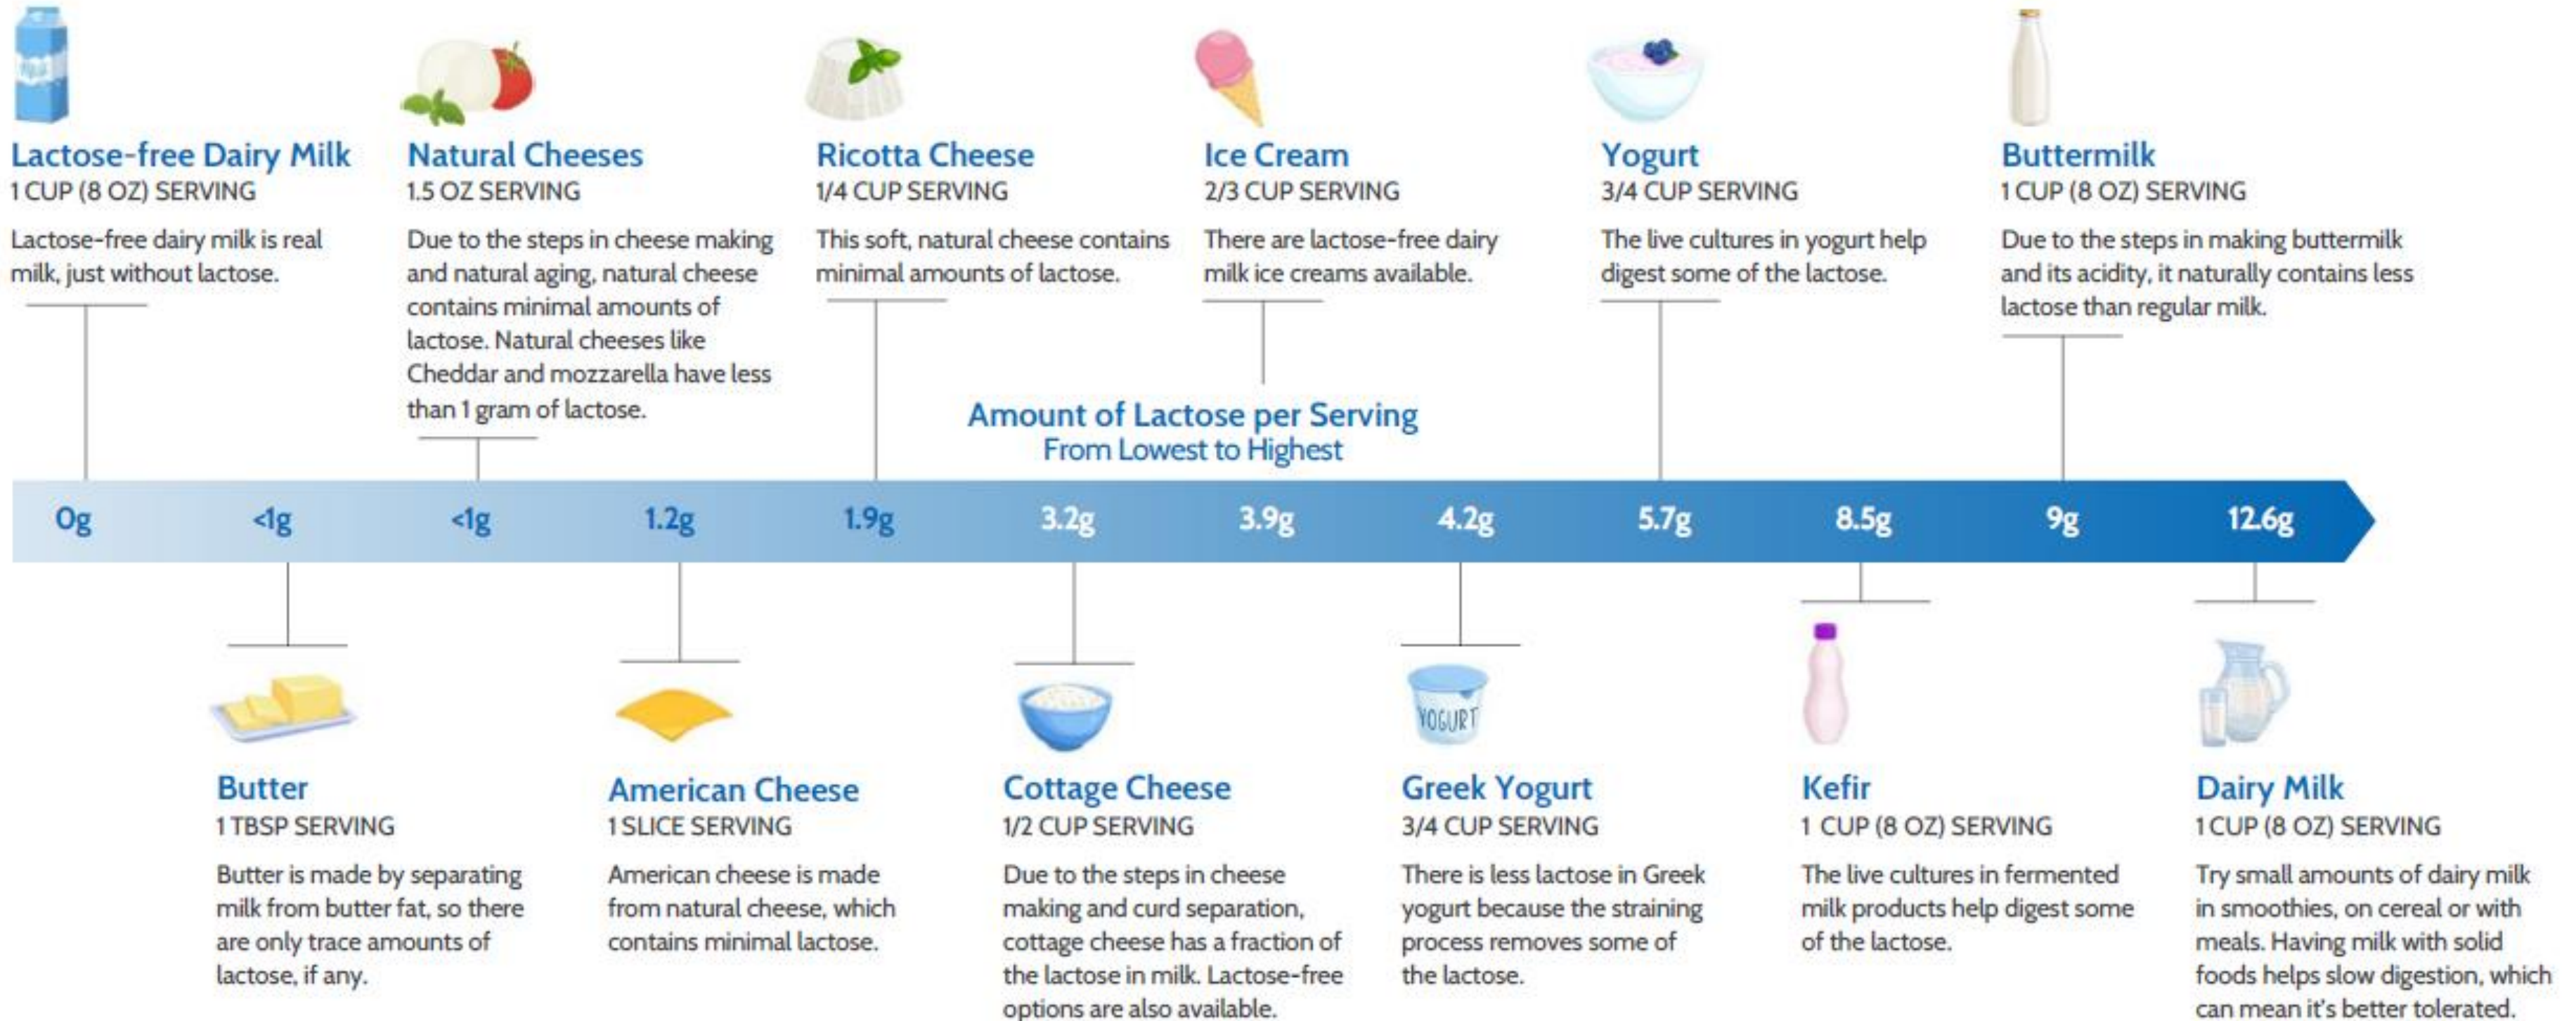 Lactose-free Dairy Milk
1 CUP (8 OZ) SERVING
Lactose-free dairy milk is real
milk, just without lactose.
Natural Cheeses
1.5 OZ SERVING
Due to the steps in cheese making
and natural aging, natural cheese
contains minimal amounts of
lactose. Natural cheeses like
Cheddar and mozzarella have less
than 1 gram of lactose.
Ricotta Cheese
1/4 CUP SERVING
This soft, natural cheese contains
minimal amounts of lactose.
Ice Cream
2/3 CUP SERVING
There are lactose-free dairy
milk ice creams available.
Yogurt
3/4 CUP SERVING
The live cultures in yogurt help
digest some of the lactose.
Buttermilk
1 CUP (8 OZ) SERVING
Due to the steps in making buttermilk
and its acidity, it naturally contains less
lactose than regular milk.
Amount of Lactose per Serving
From Lowest to Highest
0g <1g <1g 1.2g 1.9g 3.2g 3.9g 4.2g 5.7g 8.5g 9g 12.6g
YOGURT
Butter
1 TBSP SERVING
Butter is made by separating
milk from butter fat, so there
are only trace amounts of
lactose, if any.
American Cheese
1 SLICE SERVING
American cheese is made
from natural cheese, which
contains minimal lactose.
Cottage Cheese
1/2 CUP SERVING
Due to the steps in cheese
making and curd separation,
cottage cheese has a fraction of
the lactose in milk. Lactose-free
options are also available.
Greek Yogurt
3/4 CUP SERVING
There is less lactose in Greek
yogurt because the straining
process removes some of
the lactose.
Kefir
1 CUP (8 OZ) SERVING
The live cultures in fermented
milk products help digest some
of the lactose.
Dairy Milk
1 CUP (8 OZ) SERVING
Try small amounts of dairy milk
in smoothies, on cereal or with
meals. Having milk with solid
foods helps slow digestion, which
can mean it's better tolerated.